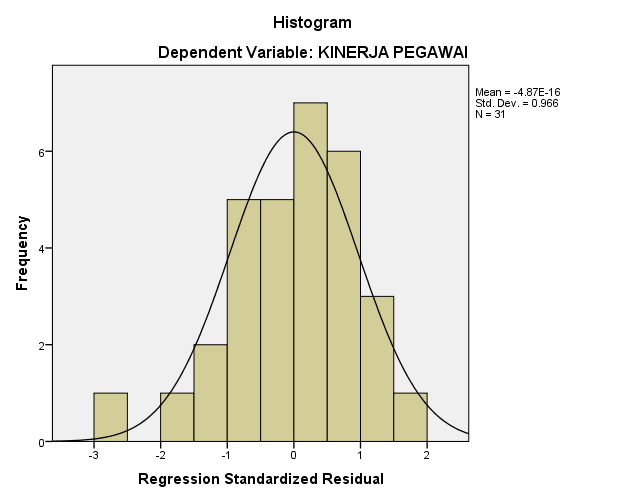 Histogram
Dependent Variable: KINERJA PEGAWAI
Mean = -4.87E-16
Std. Dev. = 0.966
N = 31
Frequency
6
4
2
0
-3 -2 -1 0 1 2
Regression Standardized Residual